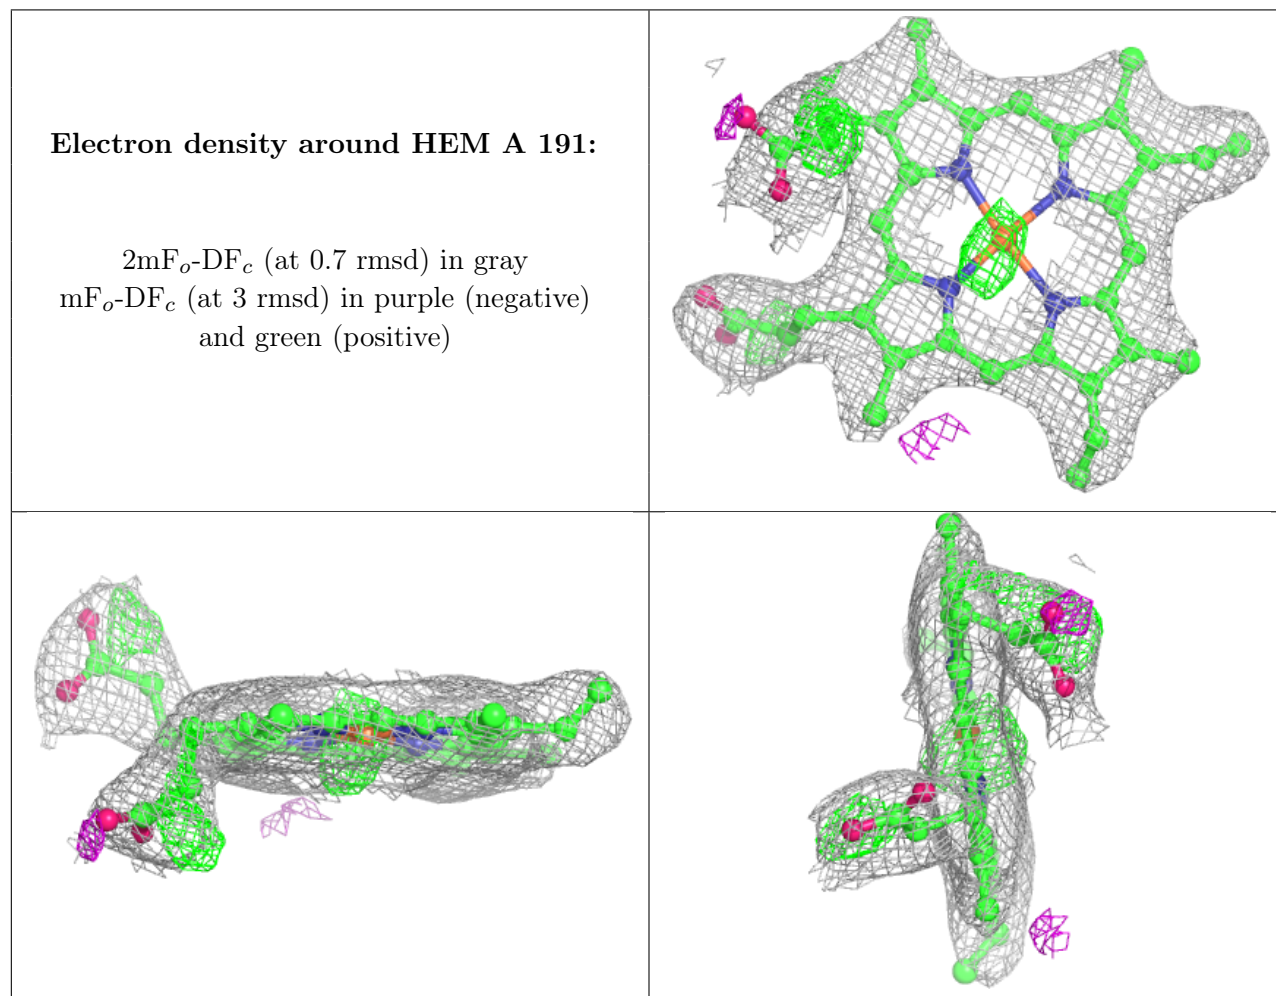 Electron density around HEM A 191:
2mFo-DFc (at 0.7 rmsd) in gray
mFo-DFc (at 3 rmsd) in purple (negative)
and green (positive)